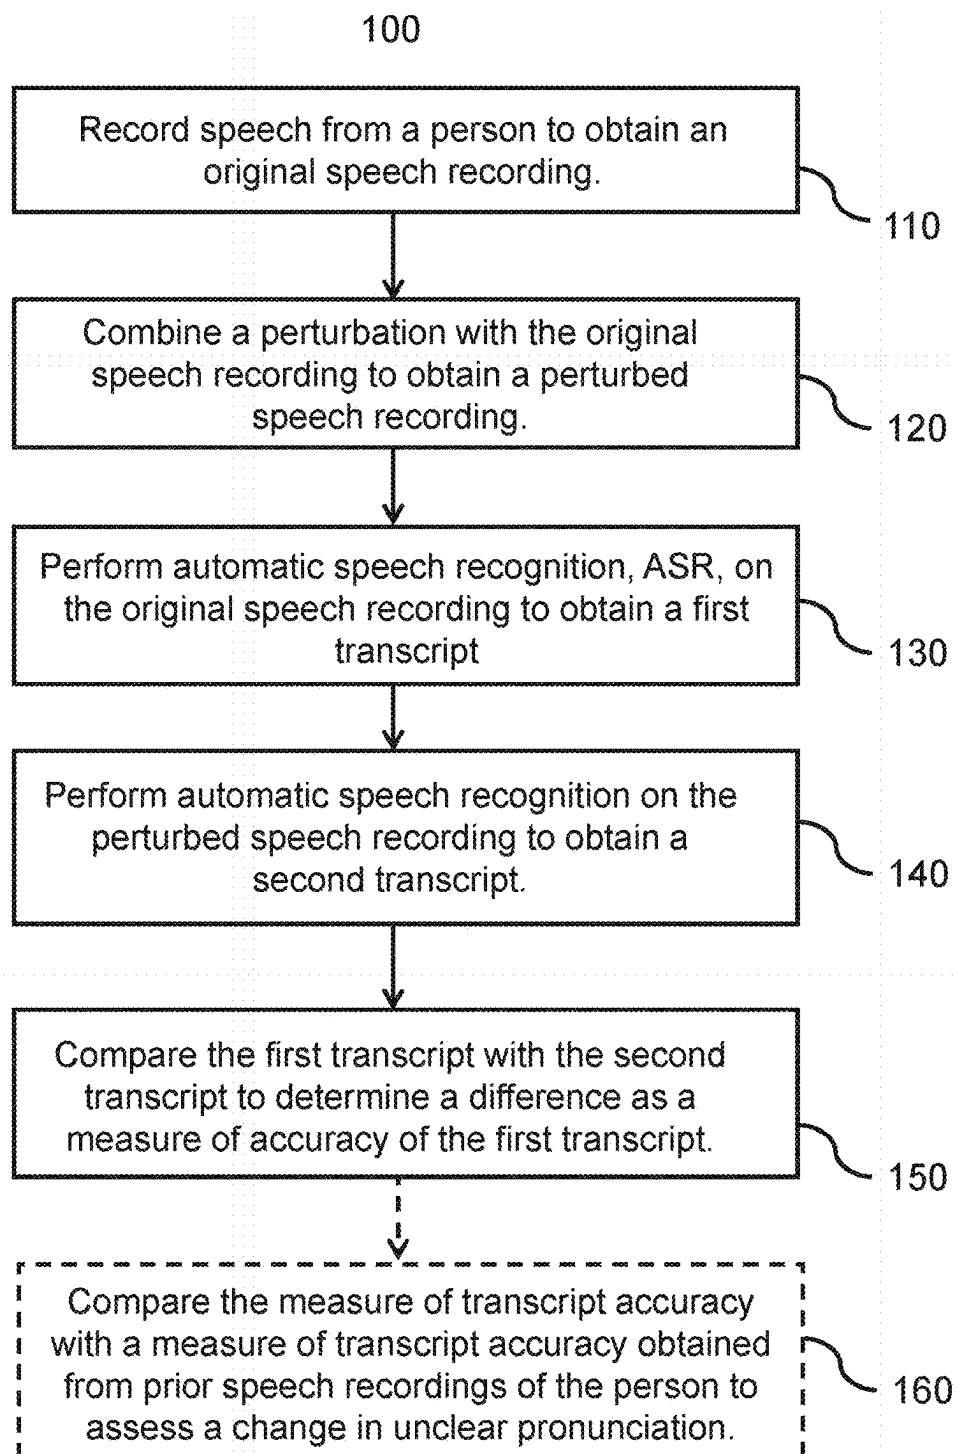 100
Record speech from a person to obtain an
original speech recording.
110
Combine a perturbation with the original
speech recording to obtain a perturbed
speech recording.
120
Perform automatic speech recognition, ASR, on
the original speech recording to obtain a first
transcript
130
Perform automatic speech recognition on the
perturbed speech recording to obtain a
second transcript.
140
Compare the first transcript with the second
transcript to determine a difference as a
measure of accuracy of the first transcript.
150
Compare the measure of transcript accuracy
with a measure of transcript accuracy obtained
from prior speech recordings of the person to
assess a change in unclear pronunciation.
160